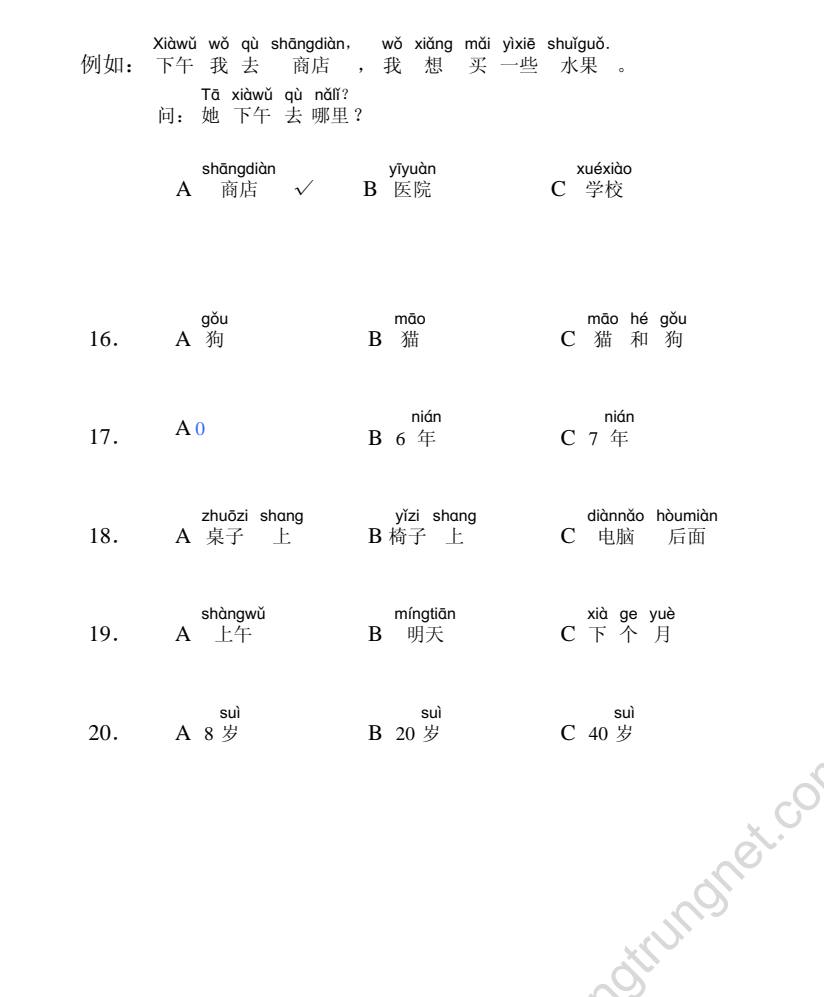 Xiàwǔ wǒ qù shāngdiàn, wǒ xiǎng mǎi yìxiē shuǐguǒ.
例如： 下午 我 去 商店 ， 我 想 买 一些 水果 。
Tā xiàwǔ qù nǎlǐ?
问： 她 下午 去 哪里？
shāngdiàn yīyuàn xuéxiào
A 商店 ✓ B 医院 C 学校
gǒu māo māo hé gǒu
16. A 狗 B 猫 C 猫 和 狗
nián nián
17. A 0 B 6 年 C 7 年
zhuōzi shang yǐzi shang diànnǎo hòumiàn
18. A 桌子 上 B 椅子 上 C 电脑 后面
shàngwǔ míngtiān xià ge yuè
19. A 上午 B 明天 C 下 个 月
suì suì suì
20. A 8 岁 B 20 岁 C 40 岁